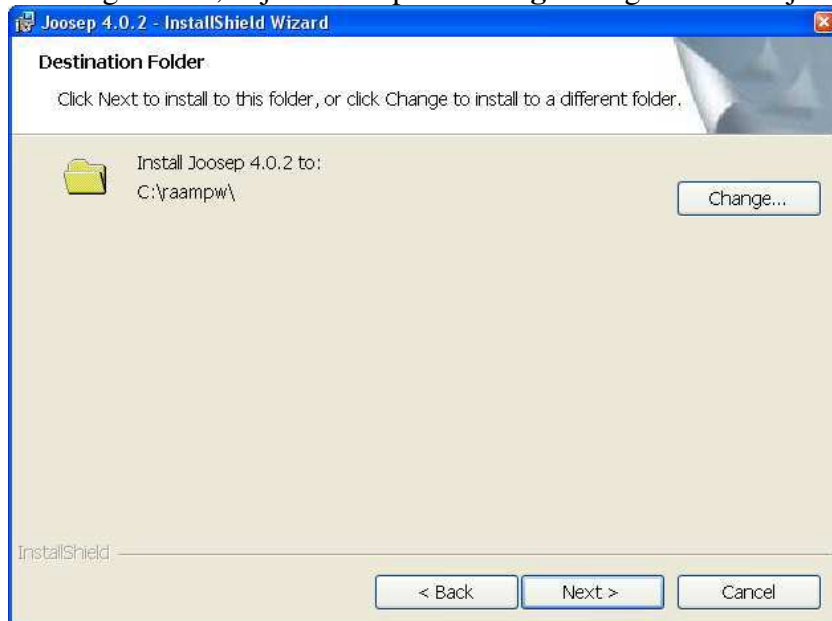 Joosep 4.0.2 - InstallShield Wizard
Destination Folder
Click Next to install to this folder, or click Change to install to a different folder.
Install Joosep 4.0.2 to:
C:\raampw\
Change...
InstallShield
< Back
Next >
Cancel